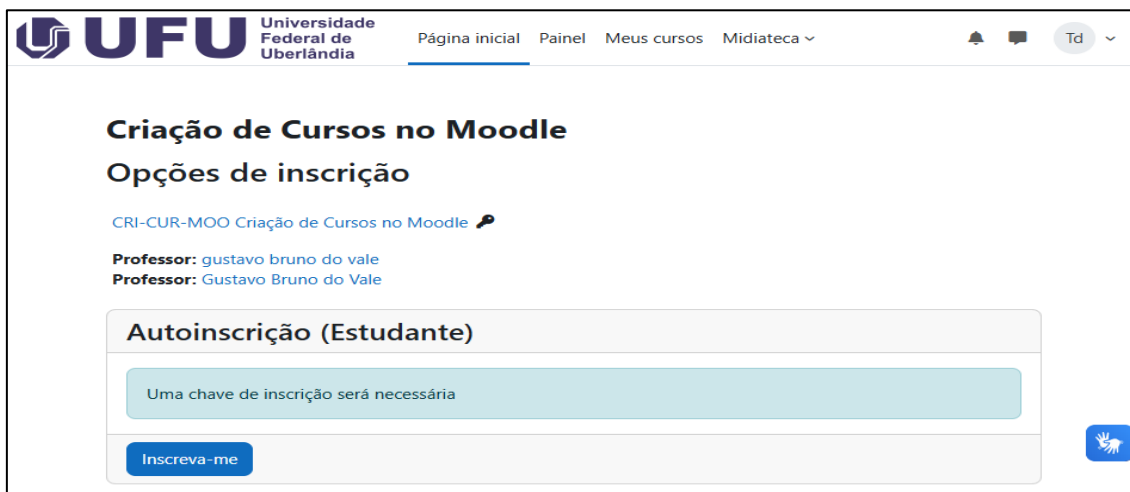 UFU
Universidade
Federal de
Uberlândia
Página inicial Painel Meus cursos Midiateca
Td
Criação de Cursos no Moodle
Opções de inscrição
CRI-CUR-MOO Criação de Cursos no Moodle
Professor: gustavo bruno do vale
Professor: Gustavo Bruno do Vale
Autoinscrição (Estudante)
Uma chave de inscrição será necessária
Inscreva-me